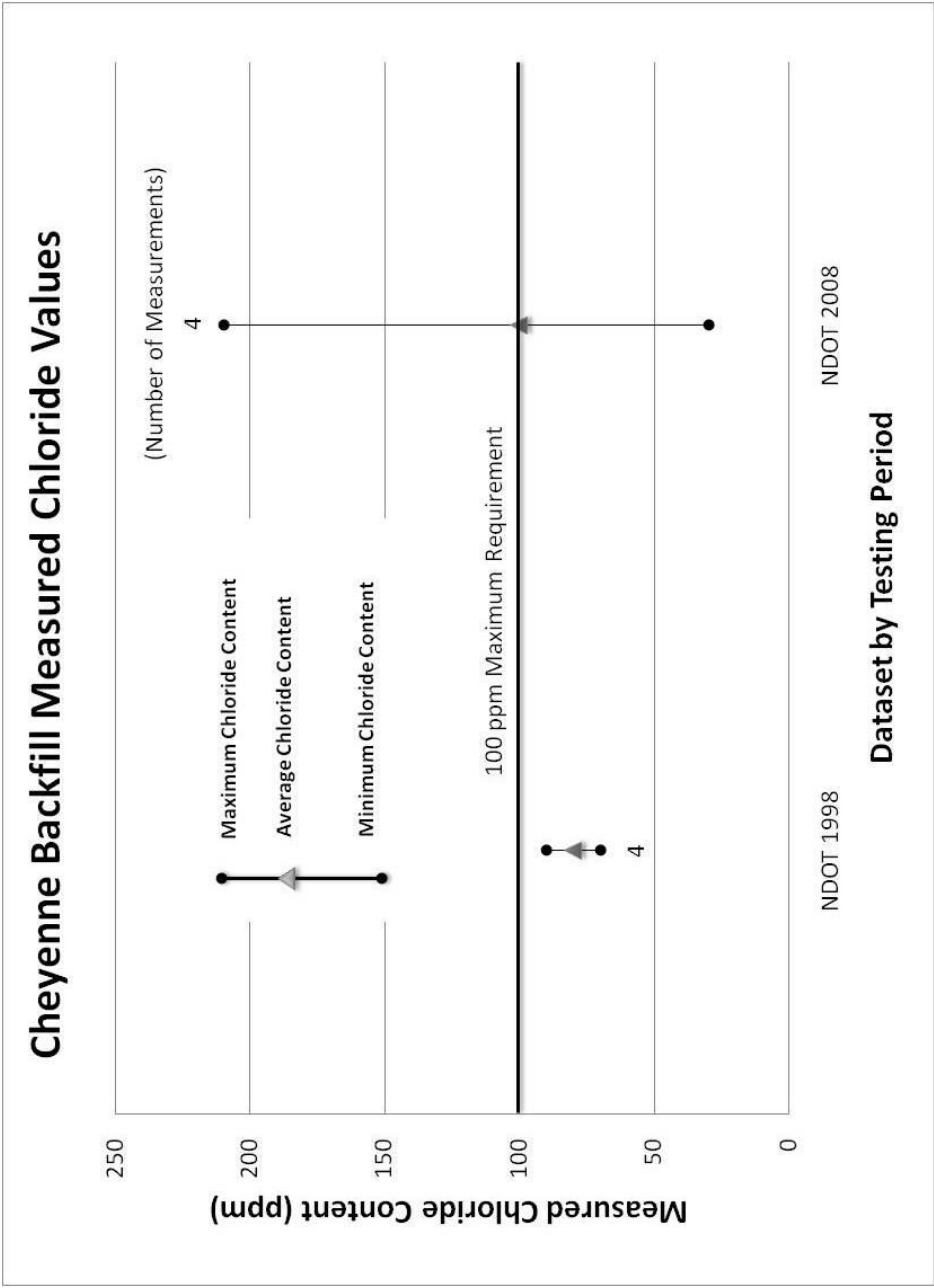 Cheyenne Backfill Measured Chloride Values
(Number of Measurements)
Measured Chloride Content (ppm)
250
200
150
100
50
0
Maximum Chloride Content
Average Chloride Content
Minimum Chloride Content
100 ppm Maximum Requirement
4
4
NDOT 1998
NDOT 2008
Dataset by Testing Period